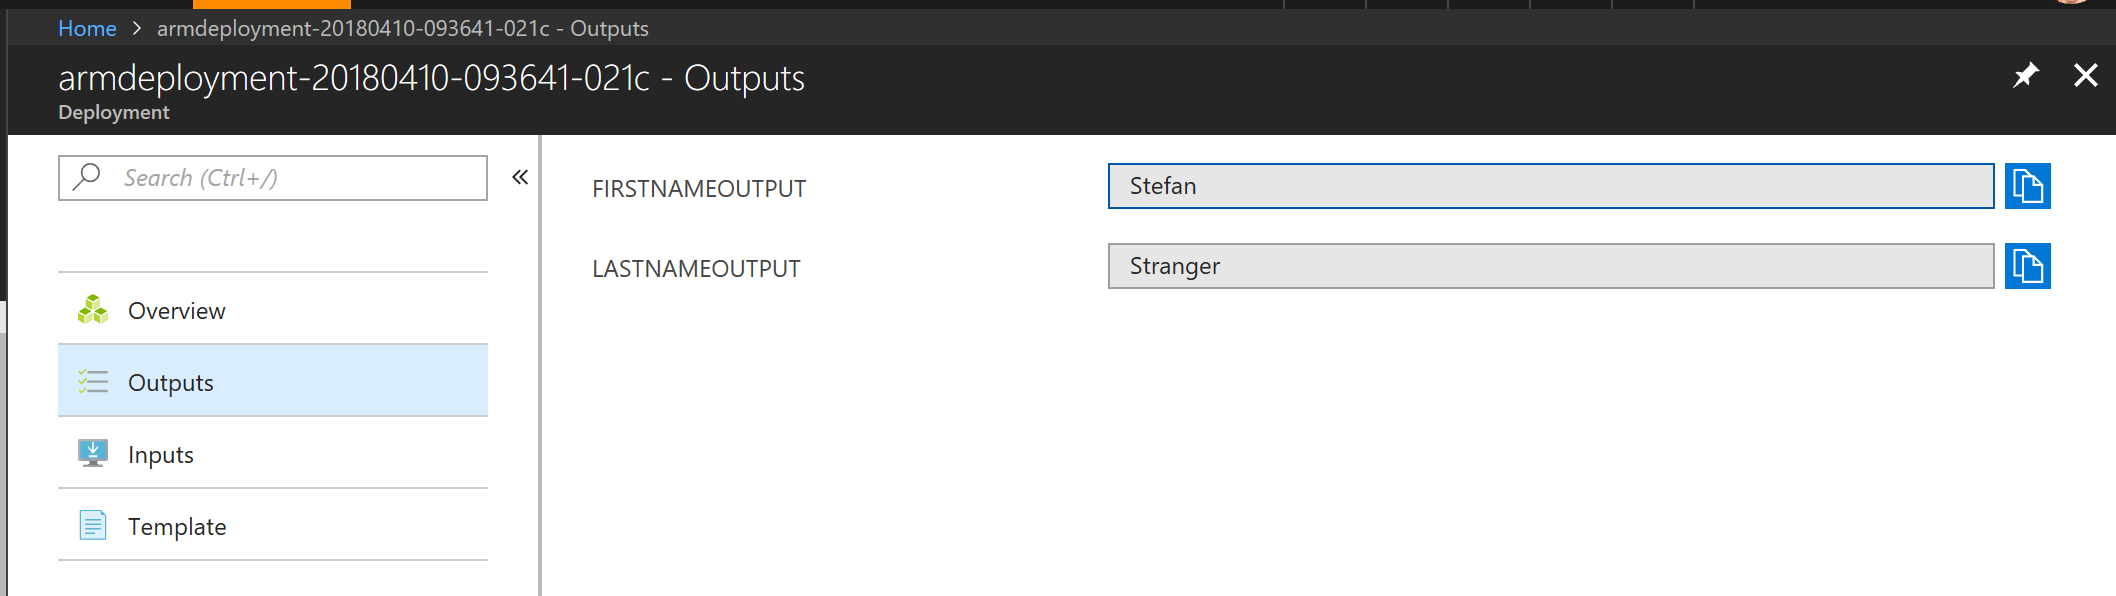 Home > armdeployment-20180410-093641-021c - Outputs
armdeployment-20180410-093641-021c - Outputs
Deployment
Search (Ctrl+/)
«
FIRSTNAMEOUTPUT Stefan
LASTNAMEOUTPUT Stranger
Overview
Outputs
Inputs
Template